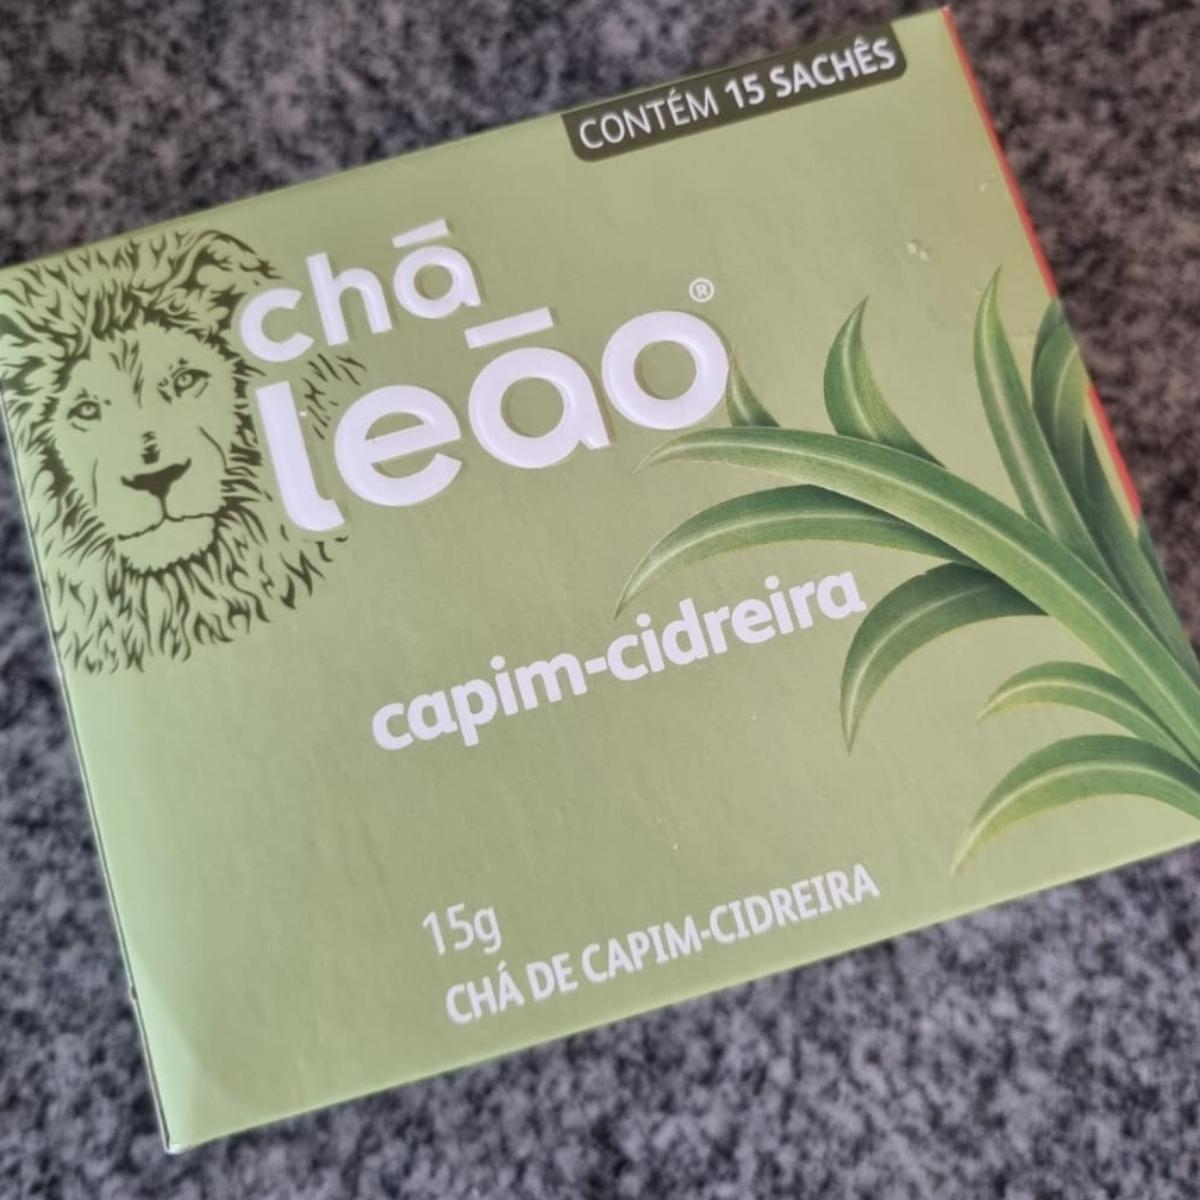 CONTÉM 15 SACHÊS
chá
leão®
capim-cidreira
15g
CHÁ DE CAPIM-CIDREIRA